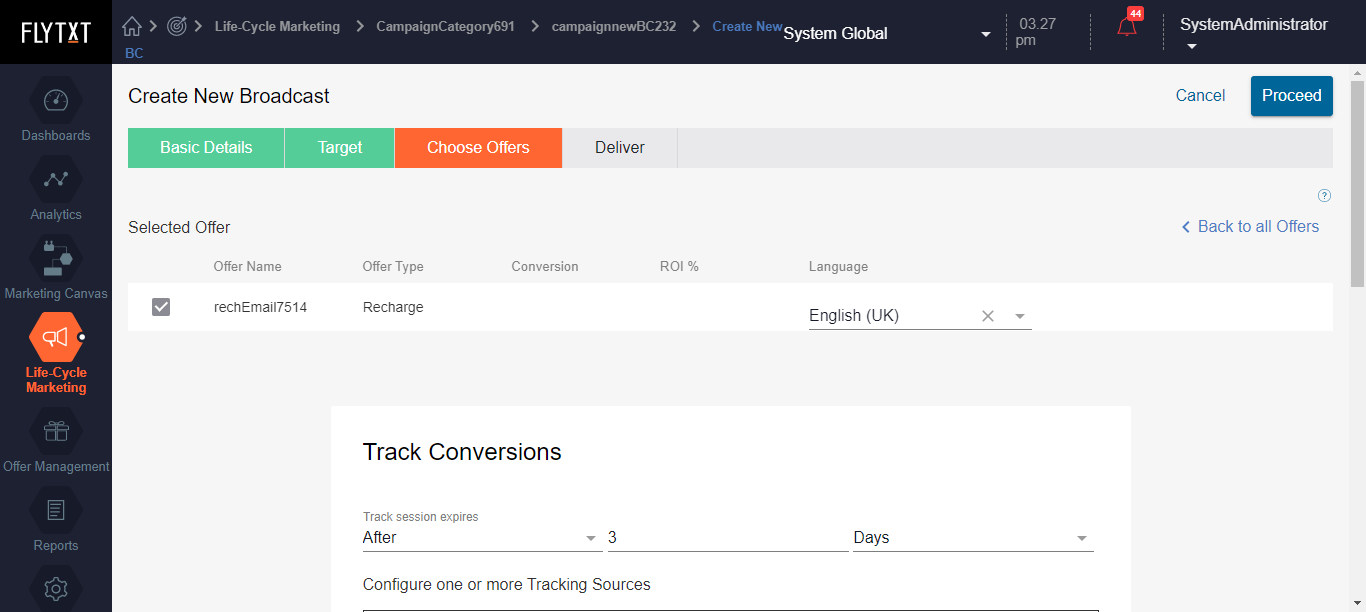 FLYTXT
Life-Cycle Marketing
CampaignCategory691
campaignnewBC232
Create New
BC
System Global
03.27
pm
44
SystemAdministrator
Dashboards
Analytics
Marketing Canvas
Life-Cycle
Marketing
Offer Management
Reports
Create New Broadcast
Cancel
Proceed
Basic Details
Target
Choose Offers
Deliver
?
Selected Offer
Back to all Offers
Offer Name Offer Type Conversion ROI % Language
rechEmail7514 Recharge English (UK)
Track Conversions
Track session expires
After 3 Days
Configure one or more Tracking Sources